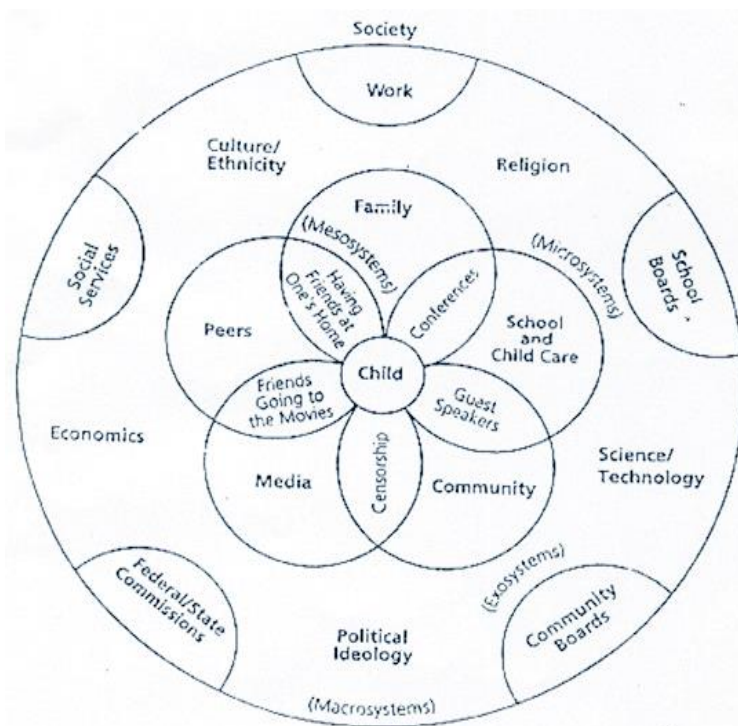 Society
Work
Culture/
Ethnicity
Religion
Family
(Mesosystems)
(Microsystems)
Social
Services
School
Boards
Having
Friends at
One's Home
Conferences
Peers
School
and
Child Care
Child
Friends
Going to
the Movies
Guest
Speakers
Economics
Censorship
Media
Community
Science/
Technology
Federal/State
Commissions
(Exosystems)
Community
Boards
Political
Ideology
(Macrosystems)